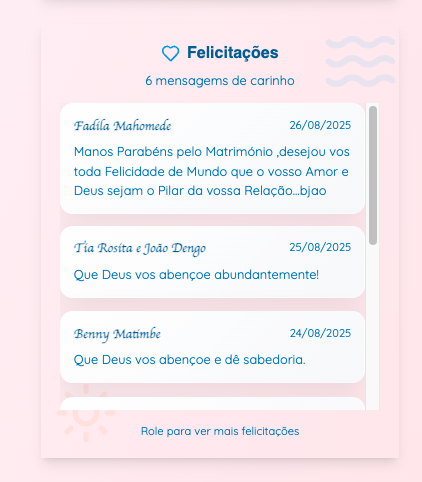 Felicitações
6 mensagems de carinho
Fadila Mahomede 26/08/2025
Manos Parabéns pelo Matrimónio ,desejou vos
toda Felicidade de Mundo que o vosso Amor e
Deus sejam o Pilar da vossa Relação...bjao
Tia Rosita e João Dengo 25/08/2025
Que Deus vos abençoe abundantemente!
Benny Matimbe 24/08/2025
Que Deus vos abençoe e dê sabedoria.
Role para ver mais felicitações